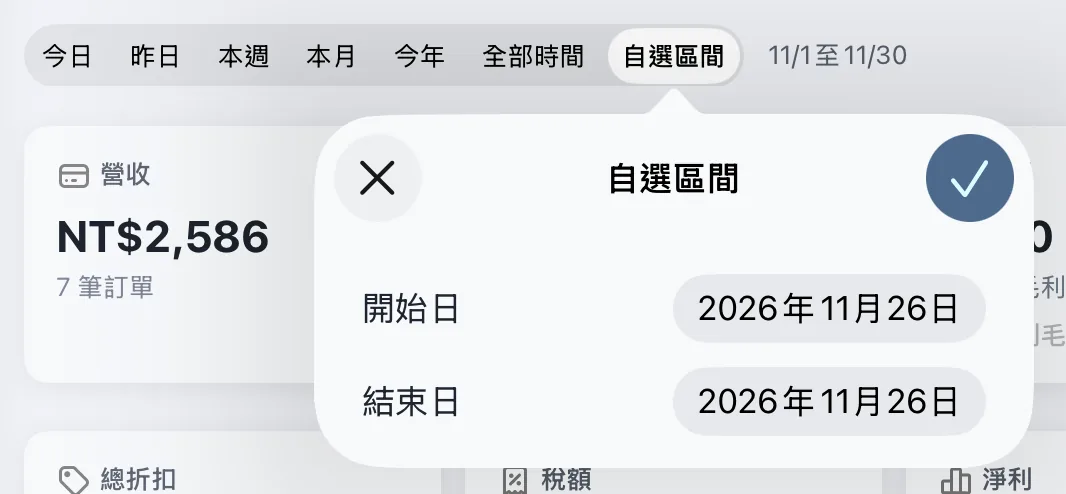 今日 昨日 本週 本月 今年 全部時間 自選區間 11/1至11/30
營收
自選區間
NT$2,586
7 筆訂單
開始日 2026年11月26日
結束日 2026年11月26日
總折扣 稅額 淨利